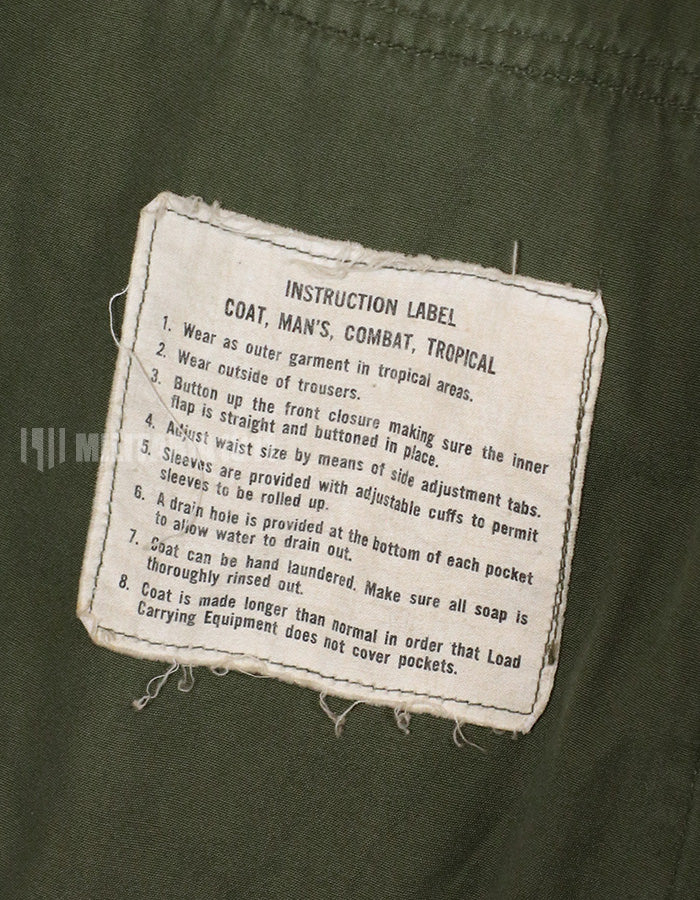 INSTRUCTION LABEL
COAT, MAN'S, COMBAT, TROPICAL
1. Wear as outer garment in tropical areas.
2. Wear outside of trousers.
3. Button up the front closure making sure the inner
flap is straight and buttoned in place.
4. Adjust waist size by means of side adjustment tabs.
5. Sleeves are provided with adjustable cuffs to permit
sleeves to be rolled up.
6. A drain hole is provided at the bottom of each pocket
to allow water to drain out.
7. Coat can be hand laundered. Make sure all soap is
thoroughly rinsed out.
8. Coat is made longer than normal in order that Load
Carrying Equipment does not cover pockets.